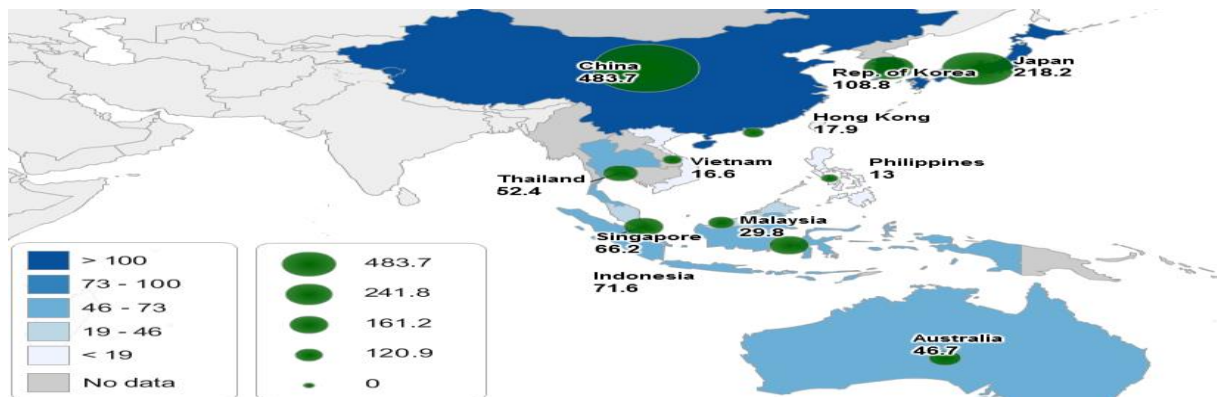 China
483.7
Rep. of Korea
108.8
Japan
218.2
Hong Kong
17.9
Vietnam
16.6
Philippines
13
Thailand
52.4
Singapore
66.2
Malaysia
29.8
Indonesia
71.6
Australia
46.7
> 100
73 - 100
46 - 73
19 - 46
< 19
No data
483.7
241.8
161.2
120.9
0